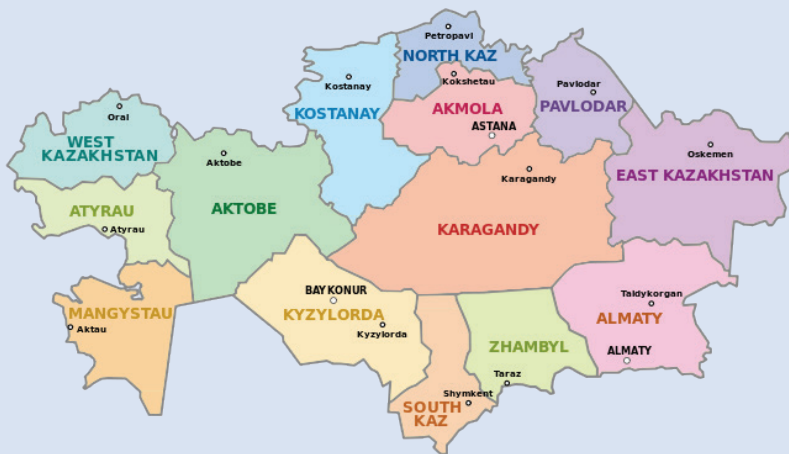 Petropavl
NORTH KAZ
Kokshetau
Kostanay
KOSTANAY
AKMOLA
ASTANA
Pavlodar
PAVLODAR
Oral
WEST
KAZAKHSTAN
Aktobe
AKTOBE
ATYRAU
Atyrau
Karagandy
KARAGANDY
Oskemen
EAST KAZAKHSTAN
MANGYSTAU
Aktau
BAYKONUR
KYZYLORDA
Kyzylorda
Taldykorgan
ALMATY
ALMATY
ZHAMBYL
Taraz
Shymkent
SOUTH
KAZ